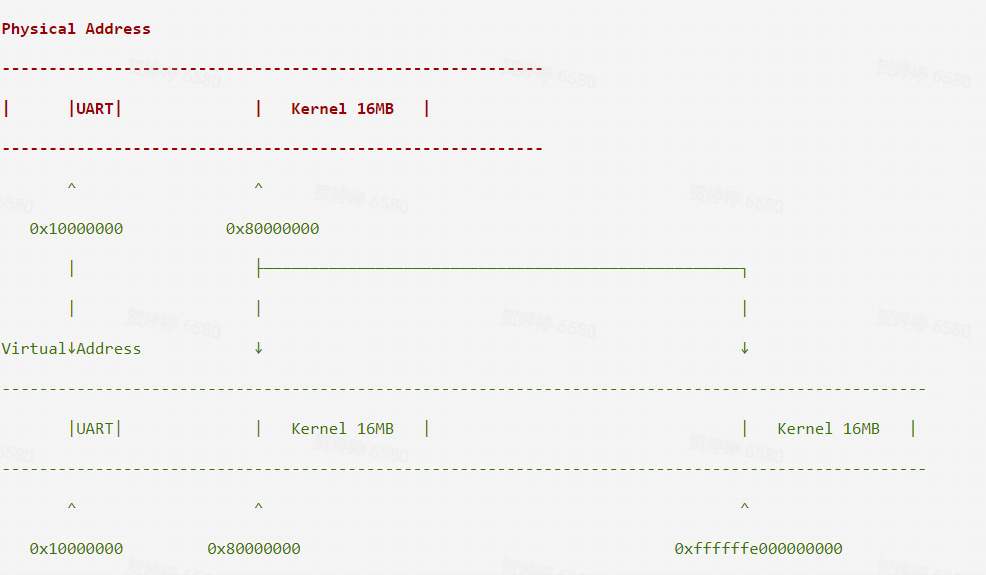 Physical Address
----------------------------------------------------------
|      |UART|              |   Kernel 16MB   |
----------------------------------------------------------
       ^                   ^
   0x10000000           0x80000000
       |                   ├────────────────────────────────────────────────────┐
       |                   |                                                    |
Virtual↓Address            ↓                                                    ↓
---------------------------------------------------------------------------------------------------
       |UART|              |   Kernel 16MB   |                                  |   Kernel 16MB   |
---------------------------------------------------------------------------------------------------
       ^                   ^                                                    ^
   0x10000000         0x80000000                                        0xffffffe000000000